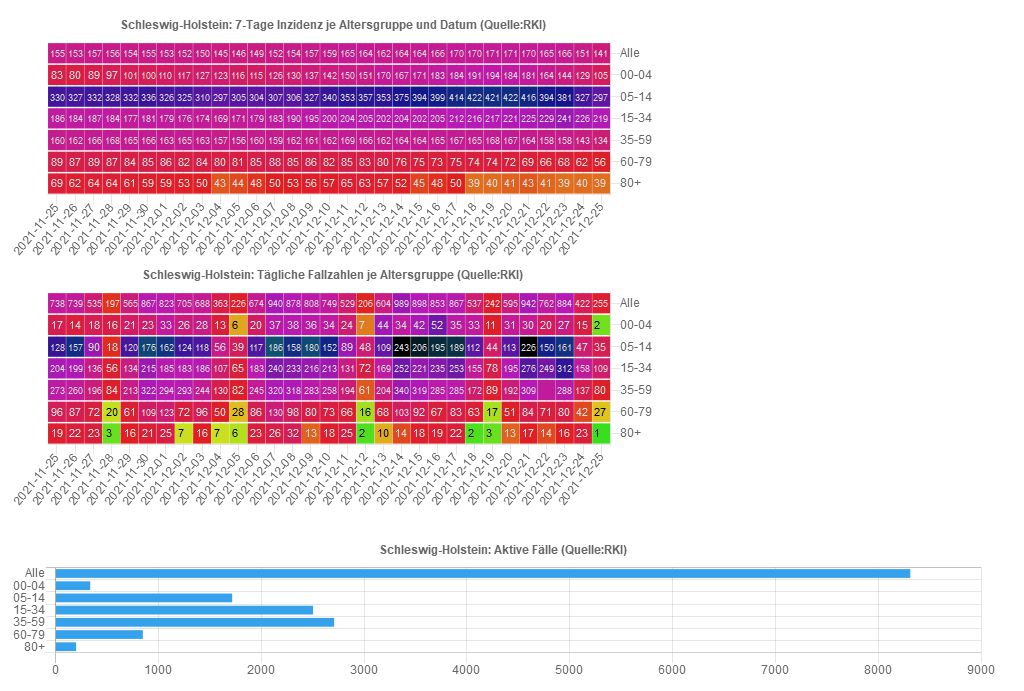 Schleswig-Holstein: 7-Tage Inzidenz je Altersgruppe und Datum (Quelle:RKI)
155 153 157 156 154 155 153 152 150 145 146 149 152 154 157 159 165 164 162 164 164 166 170 170 171 171 170 165 166 151 141 Alle
83 80 89 97 101 100 110 117 127 123 116 115 126 130 137 142 150 151 170 167 171 183 184 191 194 184 181 164 144 129 105 00-04
330 327 332 328 332 336 326 325 310 297 305 304 307 306 327 340 353 357 353 375 394 399 414 422 421 422 416 394 381 327 297 05-14
186 184 187 184 177 181 179 176 174 169 171 179 183 190 195 200 204 205 202 204 202 205 212 216 217 221 225 229 241 226 219 15-34
160 162 166 168 165 166 163 165 163 157 156 160 159 162 161 162 169 167 166 164 160 165 167 165 168 167 164 158 158 143 134 35-59
89 87 89 87 84 85 86 82 84 80 81 85 88 85 86 82 85 83 80 76 75 73 75 74 74 72 69 66 68 62 56 60-79
69 62 64 64 61 59 59 53 50 43 44 48 50 53 56 57 65 63 57 52 45 48 50 39 40 41 43 41 39 40 39 80+
2021-11-25 2021-11-26 2021-11-27 2021-11-28 2021-11-29 2021-11-30 2021-12-01 2021-12-02 2021-12-03 2021-12-04 2021-12-05 2021-12-06 2021-12-07 2021-12-08 2021-12-09 2021-12-10 2021-12-11 2021-12-12 2021-12-13 2021-12-14 2021-12-15 2021-12-16 2021-12-17 2021-12-18 2021-12-19 2021-12-20 2021-12-21 2021-12-22 2021-12-23 2021-12-24 2021-12-25
Schleswig-Holstein: Tägliche Fallzahlen je Altersgruppe (Quelle:RKI)
738 739 535 197 565 867 823 705 688 363 226 674 940 878 808 749 529 206 604 989 898 853 867 537 242 595 942 762 884 422 255 Alle
17 14 18 16 21 23 33 26 28 13 6 20 37 38 36 34 24 7 44 34 42 52 35 33 11 31 30 20 27 15 2 00-04
128 157 90 18 120 176 162 124 118 56 39 117 186 158 180 152 89 48 109 243 206 195 189 112 44 113 226 150 161 47 35 05-14
204 199 136 56 134 215 185 183 186 107 65 183 240 233 216 213 131 72 169 252 221 235 253 155 78 195 276 249 312 158 109 15-34
273 260 196 84 213 322 294 293 244 130 82 245 320 318 283 258 194 61 204 340 319 285 285 172 89 192 309 288 137 80 35-59
96 87 72 20 61 109 123 72 96 50 28 86 130 98 80 73 66 16 68 103 92 67 83 63 17 51 84 71 80 42 27 60-79
19 22 23 3 16 21 25 7 16 7 6 23 26 32 13 18 25 2 10 14 18 19 22 2 3 13 17 14 16 23 1 80+
2021-11-25 2021-11-26 2021-11-27 2021-11-28 2021-11-29 2021-11-30 2021-12-01 2021-12-02 2021-12-03 2021-12-04 2021-12-05 2021-12-06 2021-12-07 2021-12-08 2021-12-09 2021-12-10 2021-12-11 2021-12-12 2021-12-13 2021-12-14 2021-12-15 2021-12-16 2021-12-17 2021-12-18 2021-12-19 2021-12-20 2021-12-21 2021-12-22 2021-12-23 2021-12-24 2021-12-25
Schleswig-Holstein: Aktive Fälle (Quelle:RKI)
Alle
00-04
05-14
15-34
35-59
60-79
80+
0 1000 2000 3000 4000 5000 6000 7000 8000 9000